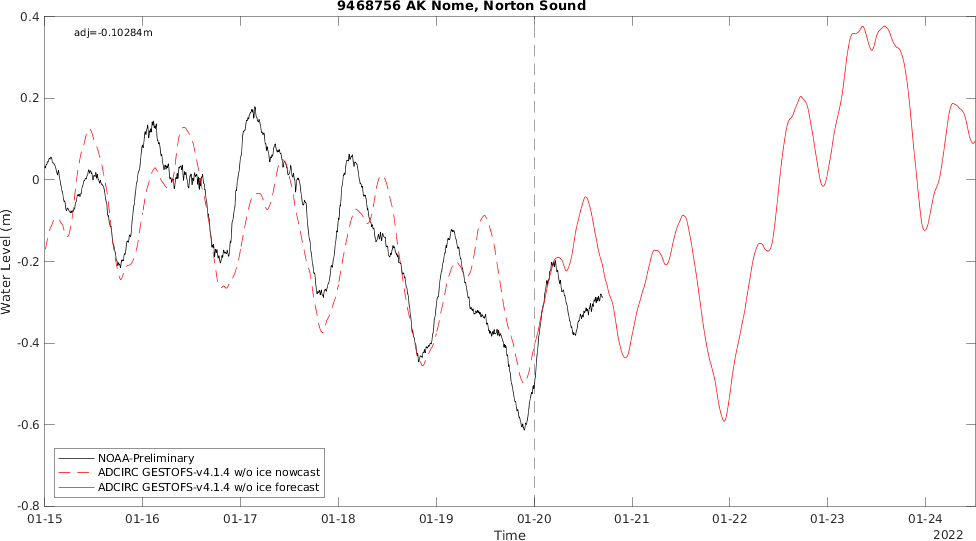 9468756 AK Nome, Norton Sound
adj=-0.10284m
0.4
0.2
0
-0.2
-0.4
-0.6
-0.8
Water Level (m)
NOAA-Preliminary
ADCIRC GESTOFS-v4.1.4 w/o ice nowcast
ADCIRC GESTOFS-v4.1.4 w/o ice forecast
01-15 01-16 01-17 01-18 01-19 01-20 01-21 01-22 01-23 01-24
Time
2022